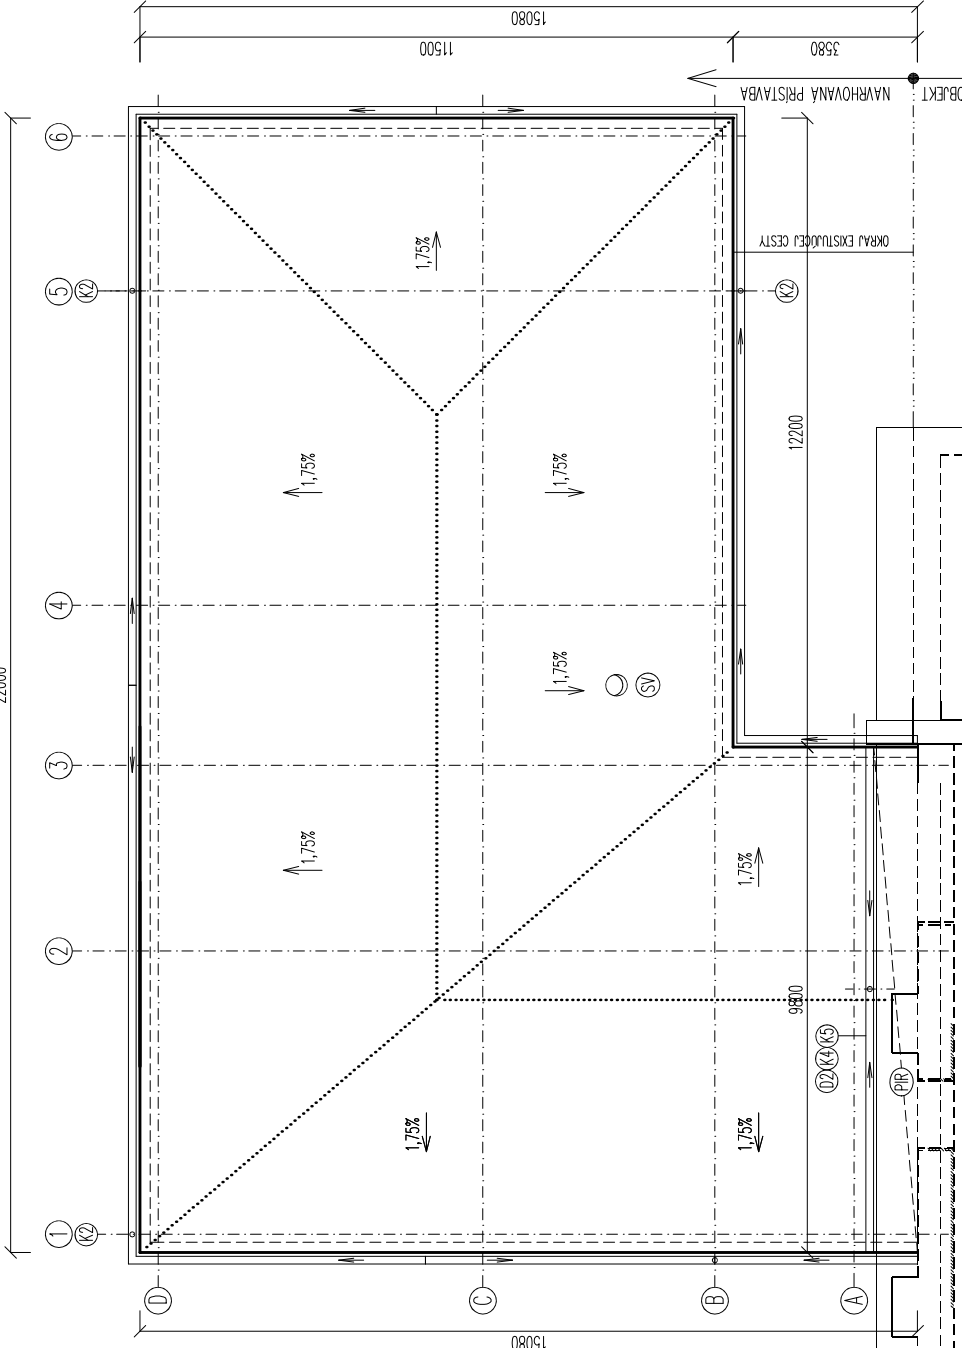 15080
11500
3580
OBJEKT
NAVRHOVANÁ PRÍSTAVBA
6
OKRAJ EXISTUJÚCEJ CESTY
1,75%
5
K2
K2
12200
1,75%
1,75%
4
22000
1,75%
SV
3
1,75%
1,75%
2
9800
D2 K4 K5
PIR
1,75%
1,75%
1
K2
D
C
B
A
15080